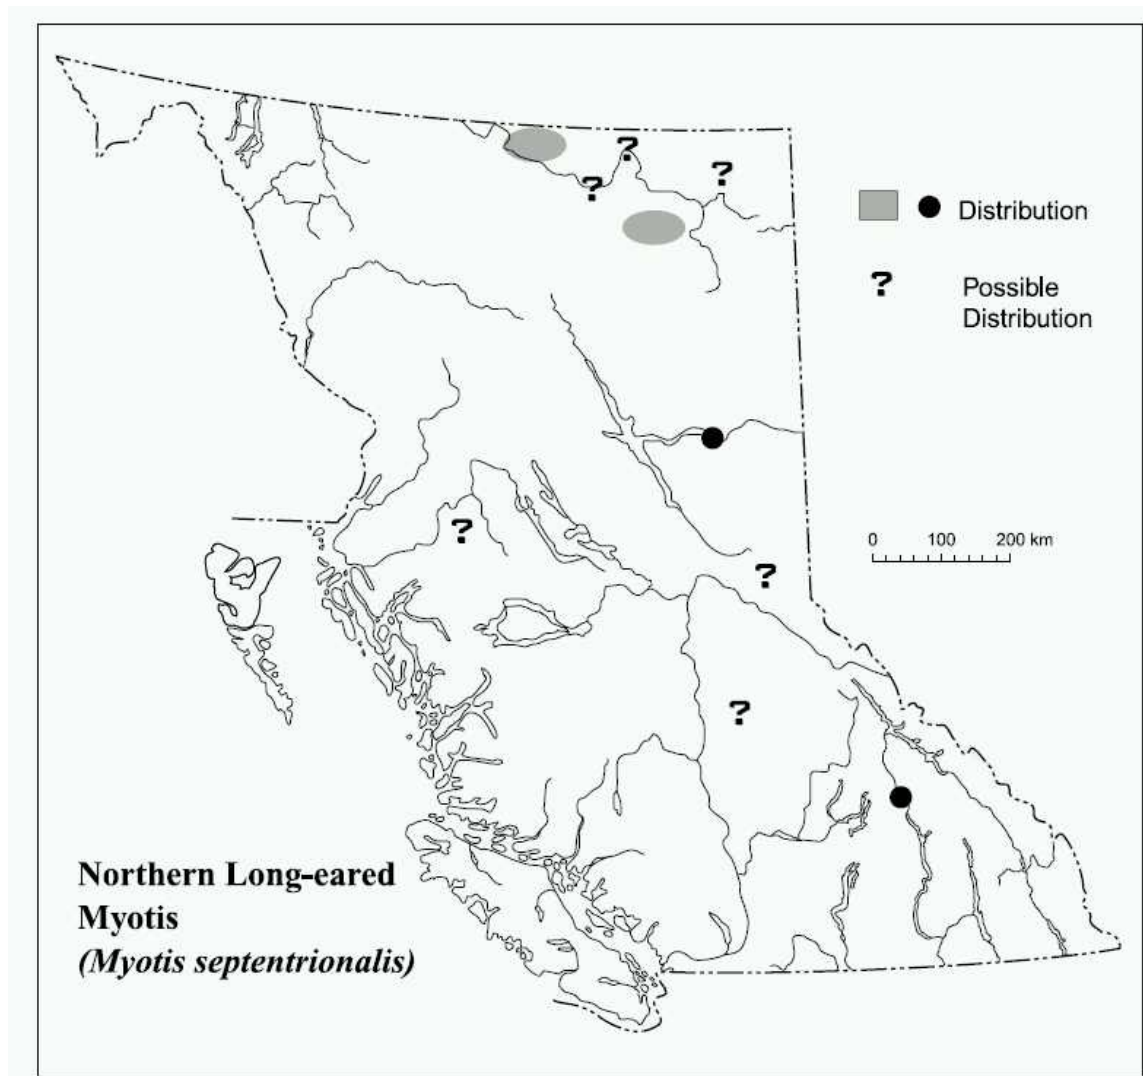 ?
?
?
Distribution
?
Possible
Distribution
?
0 100 200 km
?
?
Northern Long-eared
Myotis
(Myotis septentrionalis)